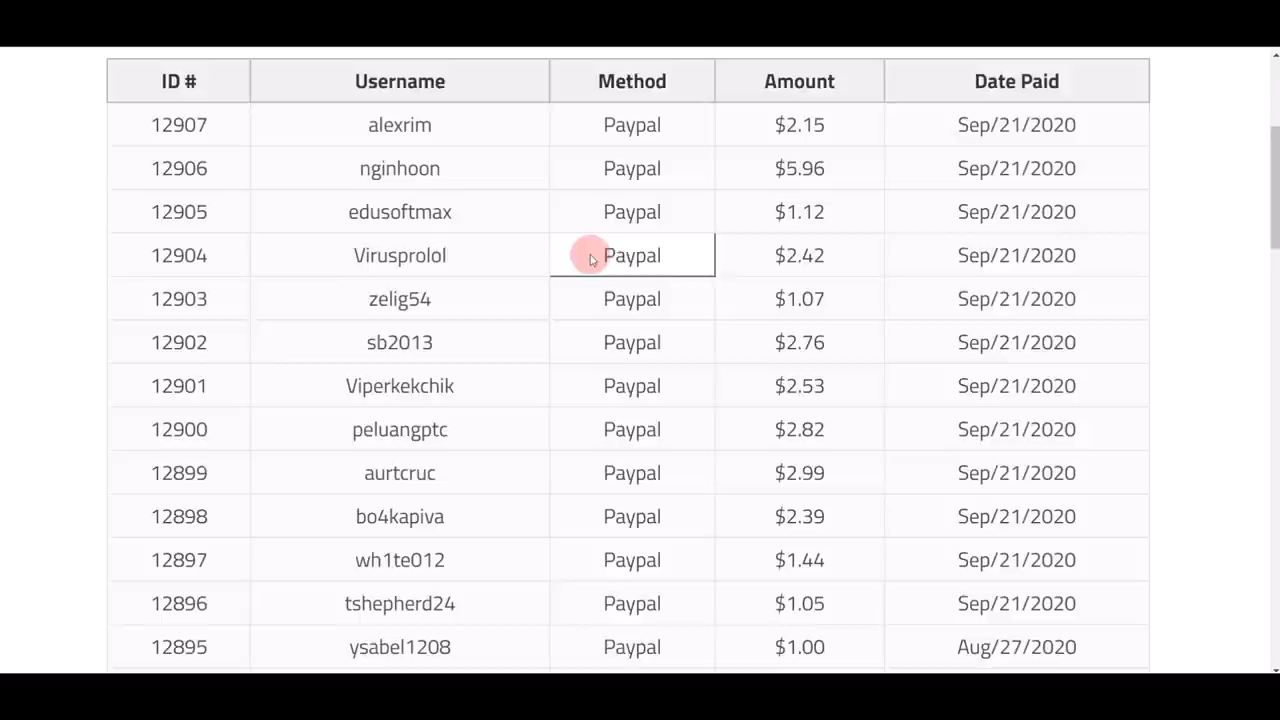 ID # Username Method Amount Date Paid
12907 alexrim Paypal $2.15 Sep/21/2020
12906 nginhoon Paypal $5.96 Sep/21/2020
12905 edusoftmax Paypal $1.12 Sep/21/2020
12904 Virusprolol Paypal $2.42 Sep/21/2020
12903 zelig54 Paypal $1.07 Sep/21/2020
12902 sb2013 Paypal $2.76 Sep/21/2020
12901 Viperkekchik Paypal $2.53 Sep/21/2020
12900 peluangptc Paypal $2.82 Sep/21/2020
12899 aurtcruc Paypal $2.99 Sep/21/2020
12898 bo4kapiva Paypal $2.39 Sep/21/2020
12897 wh1te012 Paypal $1.44 Sep/21/2020
12896 tshepherd24 Paypal $1.05 Sep/21/2020
12895 ysabel1208 Paypal $1.00 Aug/27/2020